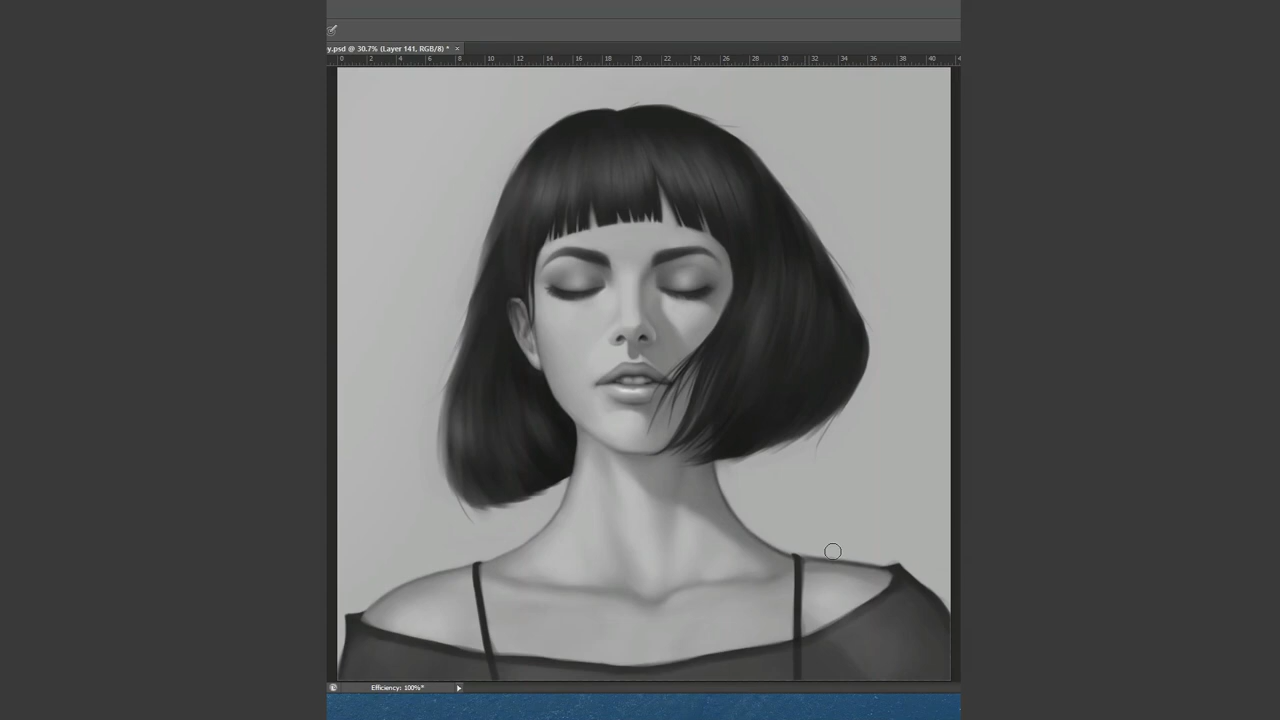 y.psd @ 30.7% (Layer 141, RGB/8) * ×
0 2 4 6 8 10 12 14 16 18 20 22 24 26 28 30 32 34 36 38 40
Efficiency: 100%*